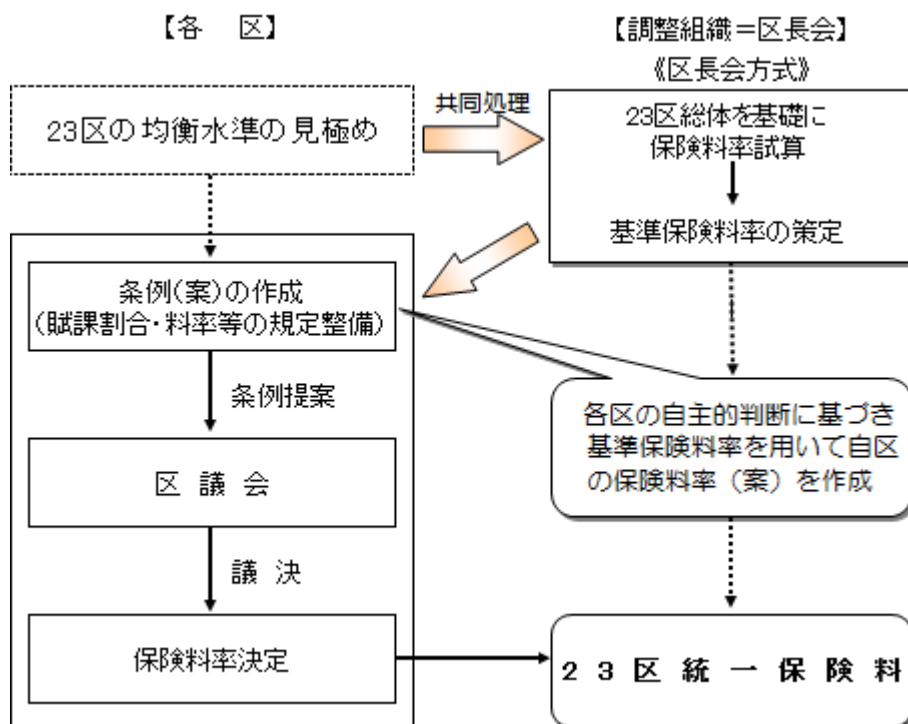 【各　区】
【調整組織＝区長会】
《区長会方式》
23区の均衡水準の見極め
共同処理
23区総体を基礎に
保険料率試算
基準保険料率の策定
条例(案)の作成
(賦課割合・料率等の規定整備)
条例提案
各区の自主的判断に基づき
基準保険料率を用いて自区
の保険料率（案）を作成
区　議　会
議　決
保険料率決定
２３区統一保険料